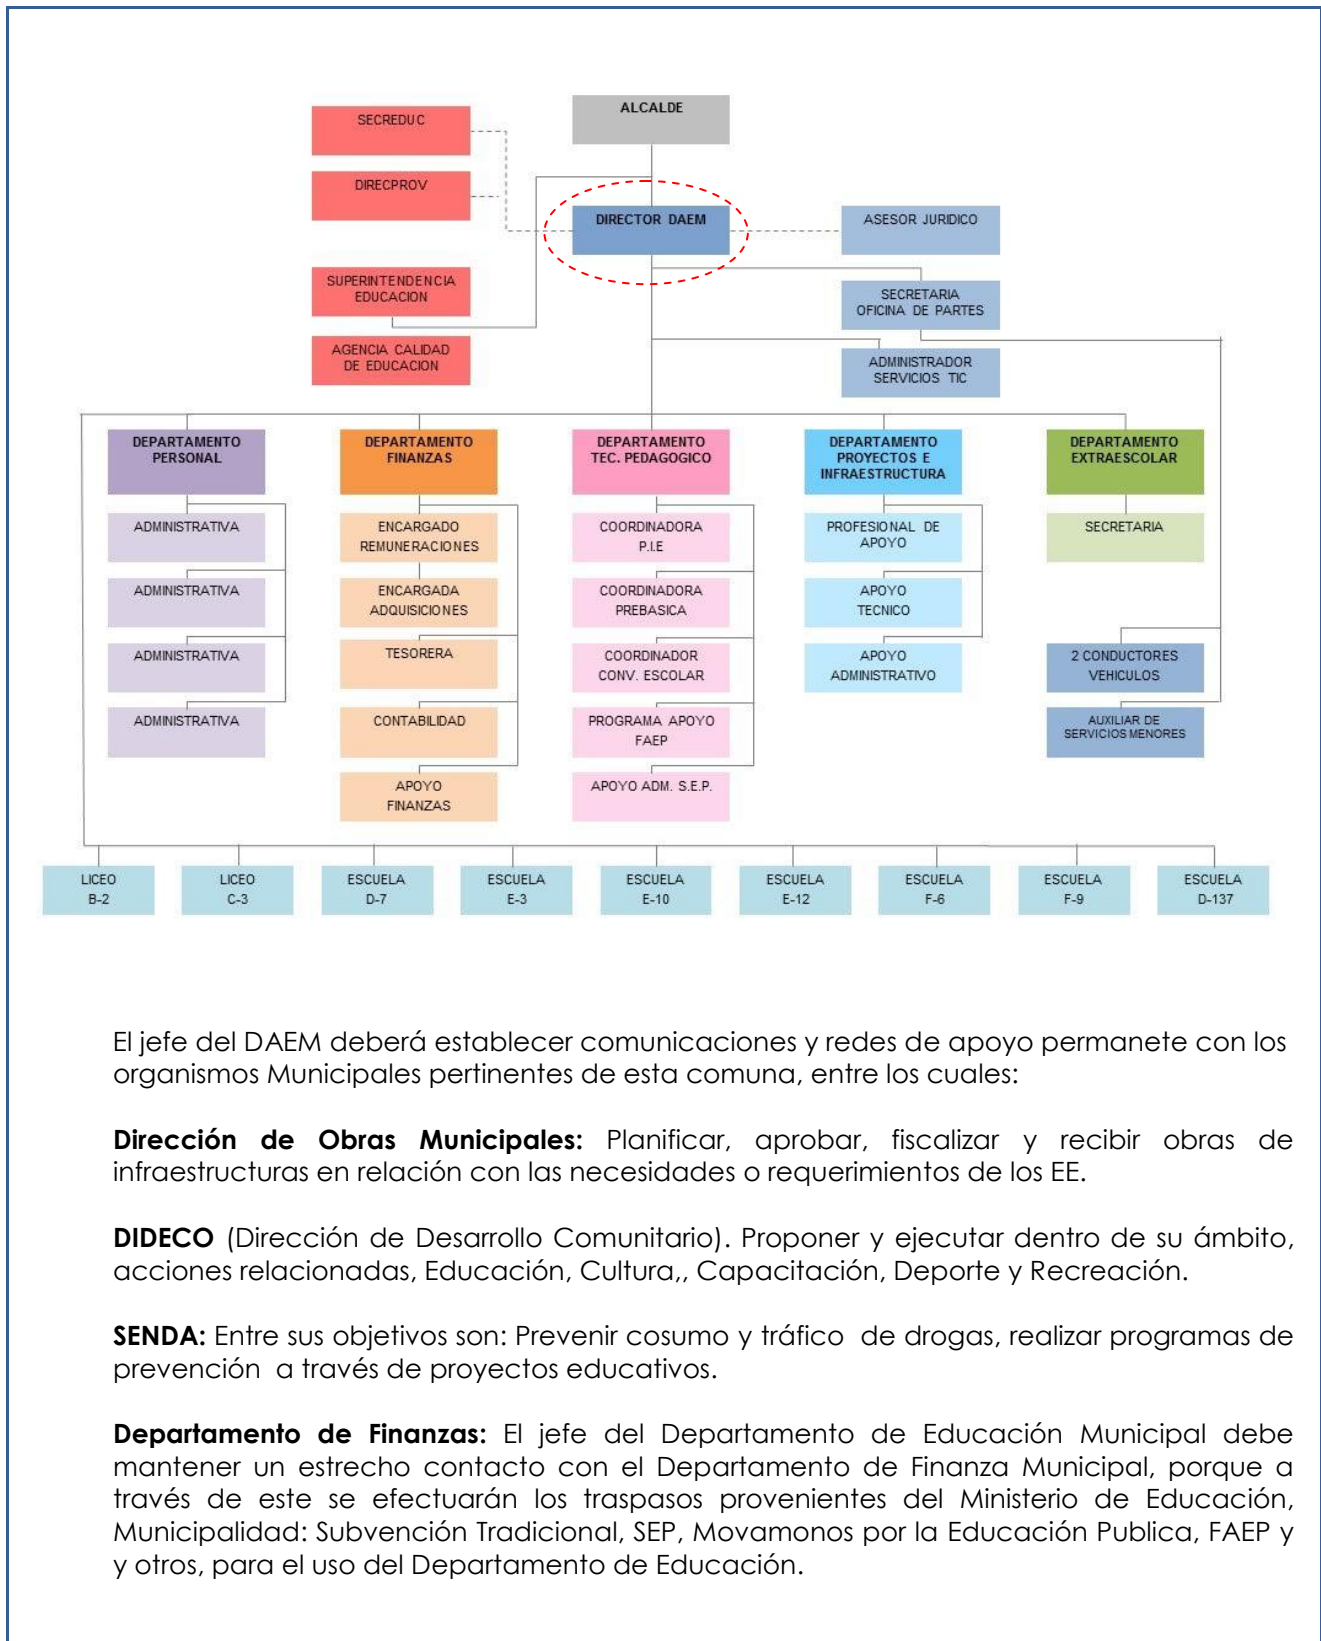 ALCALDE
SECREDUC
DIRECPROV
DIRECTOR DAEM
ASESOR JURIDICO
SUPERINTENDENCIA
EDUCACION
SECRETARIA
OFICINA DE PARTES
AGENCIA CALIDAD
DE EDUCACION
ADMINISTRADOR
SERVICIOS TIC
DEPARTAMENTO
PERSONAL
ADMINISTRATIVA
ADMINISTRATIVA
ADMINISTRATIVA
ADMINISTRATIVA
DEPARTAMENTO
FINANZAS
ENCARGADO
REMUNERACIONES
ENCARGADA
ADQUISICIONES
TESORERA
CONTABILIDAD
APOYO
FINANZAS
DEPARTAMENTO
TEC. PEDAGOGICO
COORDINADORA
P.I.E
COORDINADORA
PREBASICA
COORDINADOR
CONV. ESCOLAR
PROGRAMA APOYO
FAEP
APOYO ADM. S.E.P.
DEPARTAMENTO
PROYECTOS E
INFRAESTRUCTURA
PROFESIONAL DE
APOYO
APOYO
TECNICO
APOYO
ADMINISTRATIVO
DEPARTAMENTO
EXTRAESCOLAR
SECRETARIA
2 CONDUCTORES
VEHICULOS
AUXILIAR DE
SERVICIOS MENORES
LICEO
B-2
LICEO
C-3
ESCUELA
D-7
ESCUELA
E-3
ESCUELA
E-10
ESCUELA
E-12
ESCUELA
F-6
ESCUELA
F-9
ESCUELA
D-137
El jefe del DAEM deberá establecer comunicaciones y redes de apoyo permanete con los
organismos Municipales pertinentes de esta comuna, entre los cuales:
Dirección de Obras Municipales: Planificar, aprobar, fiscalizar y recibir obras de
infraestructuras en relación con las necesidades o requerimientos de los EE.
DIDECO (Dirección de Desarrollo Comunitario). Proponer y ejecutar dentro de su ámbito,
acciones relacionadas, Educación, Cultura,, Capacitación, Deporte y Recreación.
SENDA: Entre sus objetivos son: Prevenir cosumo y tráfico de drogas, realizar programas de
prevención a través de proyectos educativos.
Departamento de Finanzas: El jefe del Departamento de Educación Municipal debe
mantener un estrecho contacto con el Departamento de Finanza Municipal, porque a
través de este se efectuarán los traspasos provenientes del Ministerio de Educación,
Municipalidad: Subvención Tradicional, SEP, Movamonos por la Educación Publica, FAEP y
y otros, para el uso del Departamento de Educación.